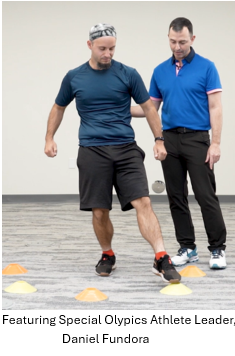 Featuring Special Olypics Athlete Leader,
Daniel Fundora